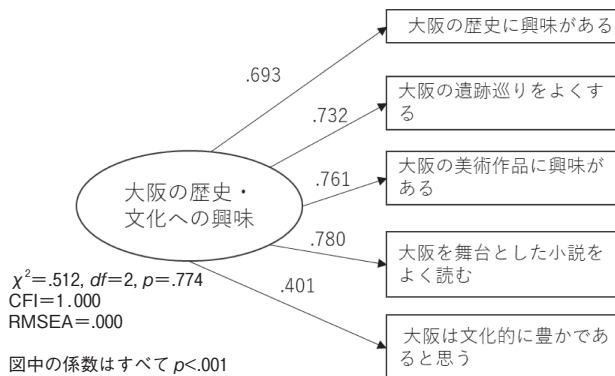 大阪の歴史に興味がある
.693
大阪の遺跡巡りをよくす
る
.732
大阪の美術作品に興味が
ある
.761
大阪の歴史・
文化への興味
.780
大阪を舞台とした小説を
よく読む
.401
大阪は文化的に豊かであ
ると思う
χ²=.512, df=2, p=.774
CFI=1.000
RMSEA=.000
図中の係数はすべて p<.001